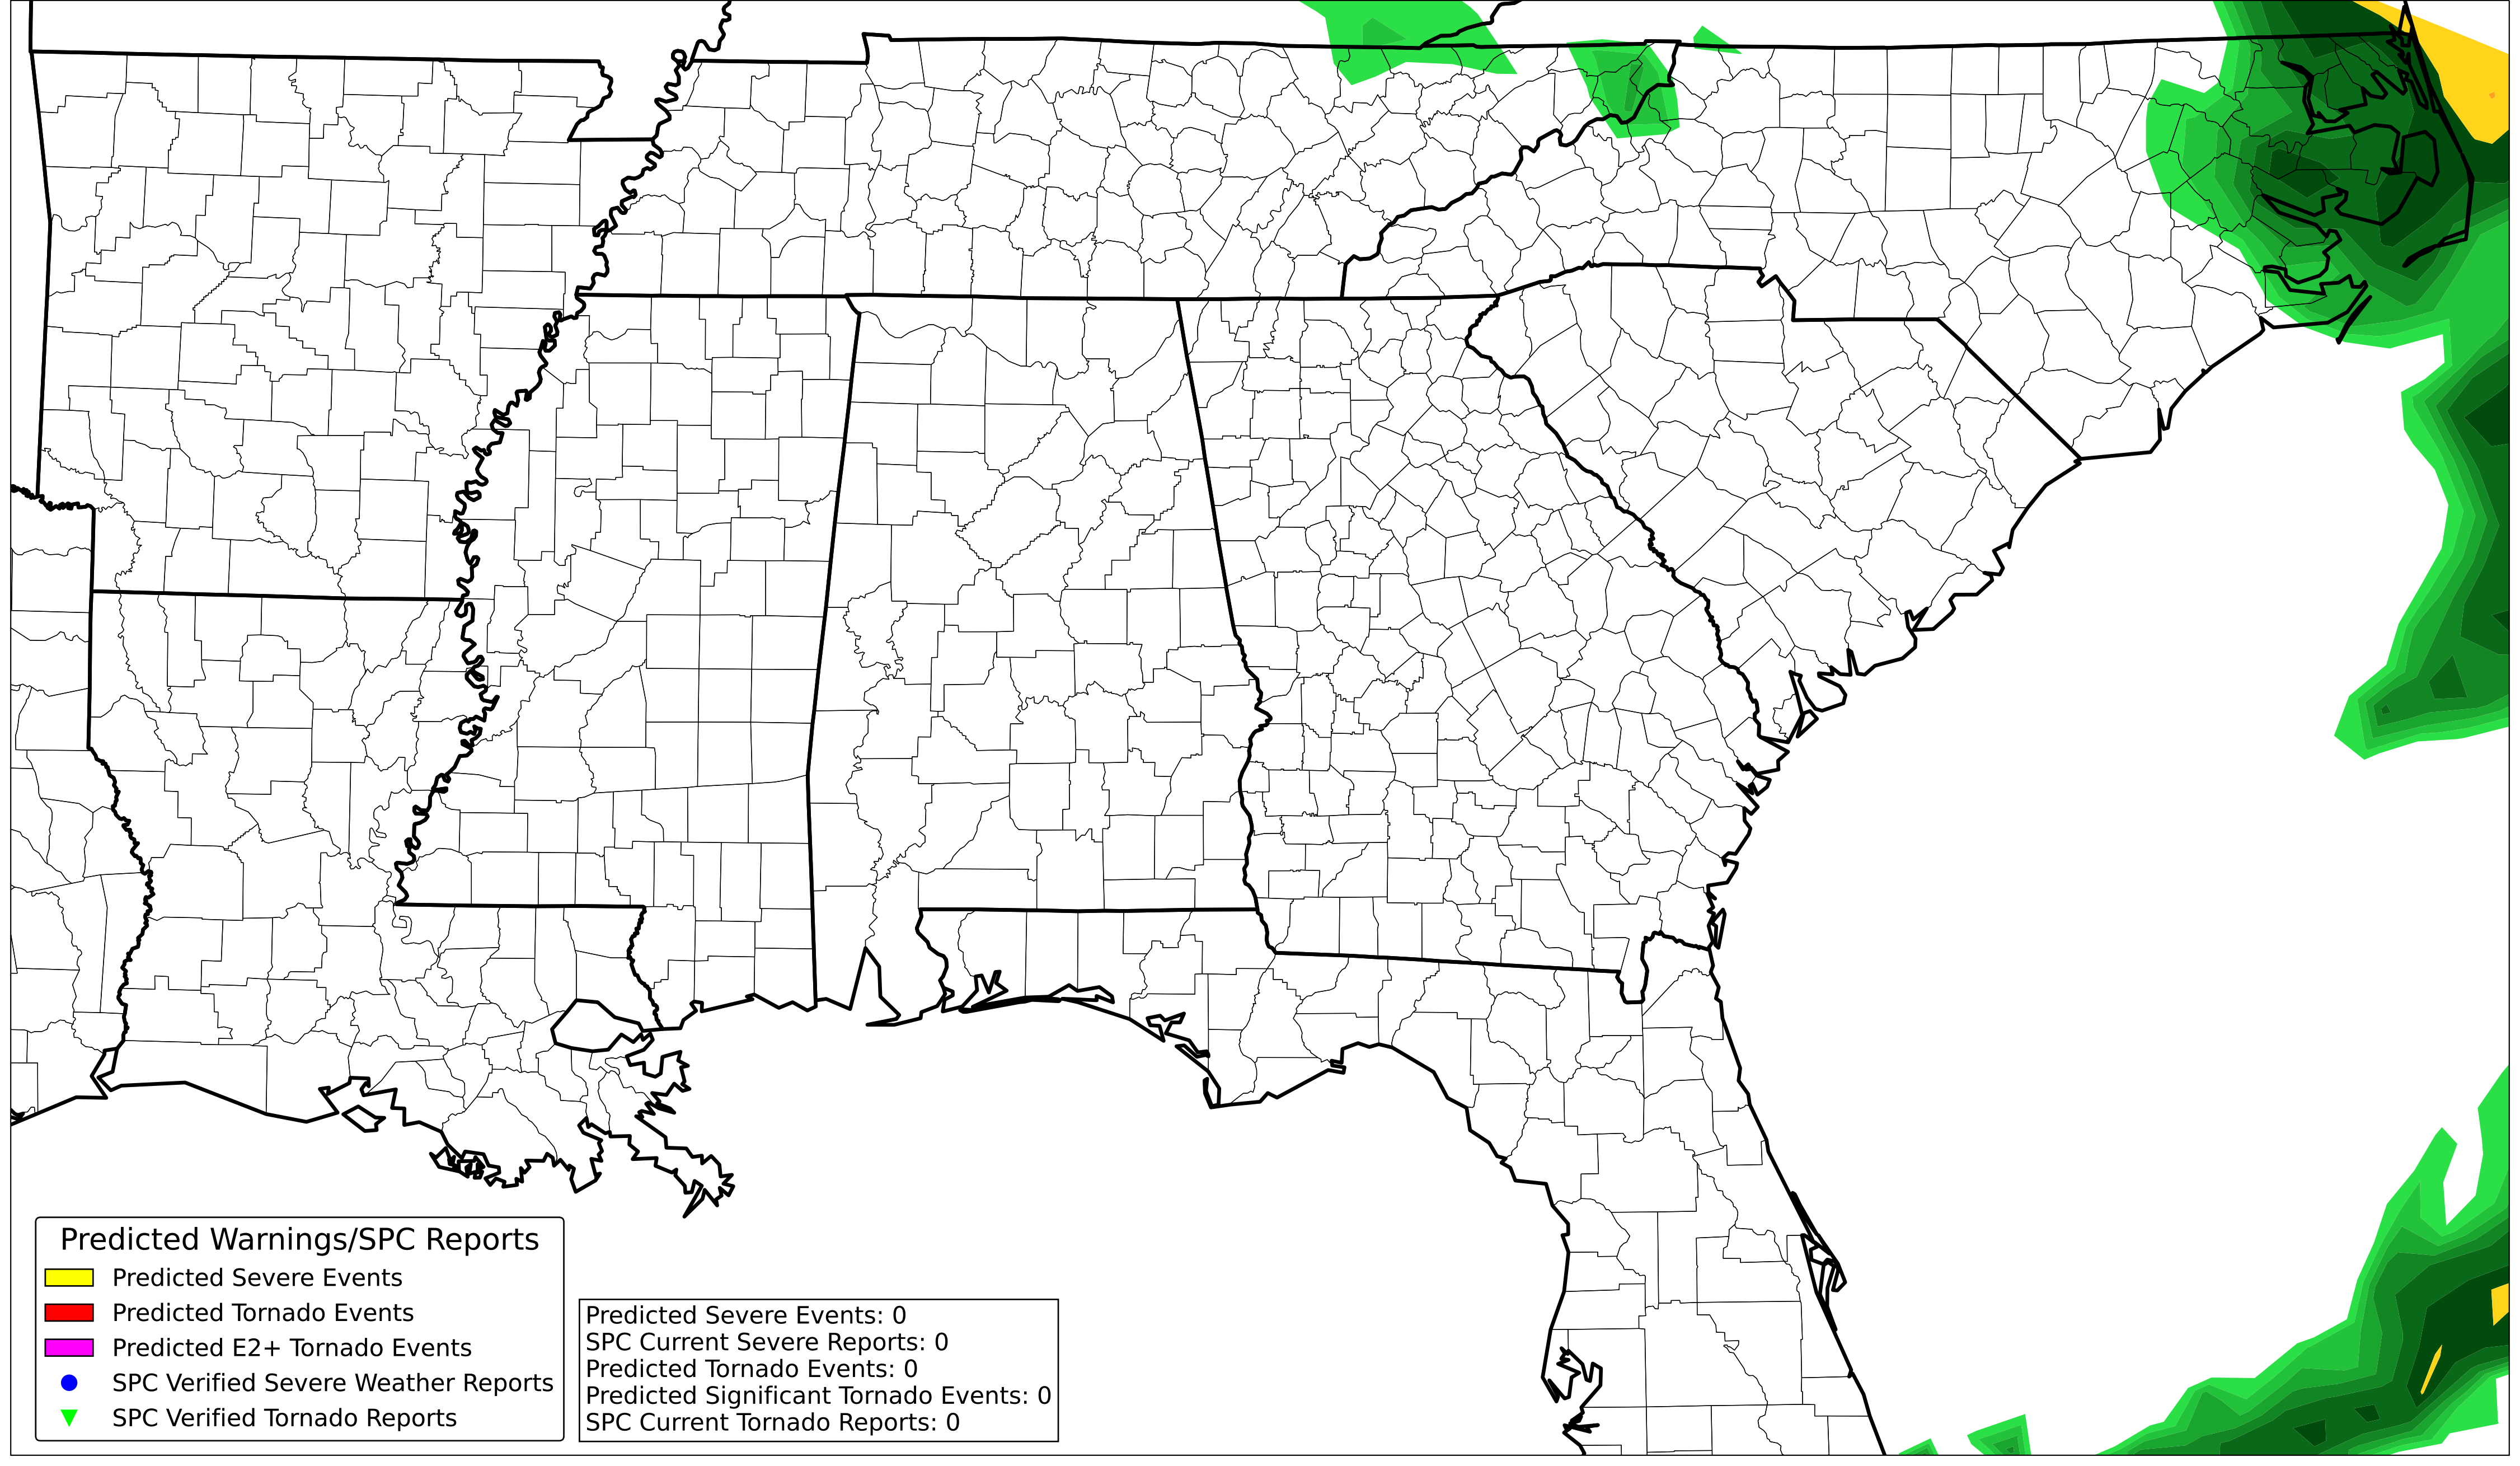 Predicted Warnings/SPC Reports
Predicted Severe Events
Predicted Tornado Events
Predicted E2+ Tornado Events
SPC Verified Severe Weather Reports
SPC Verified Tornado Reports
Predicted Severe Events: 0
SPC Current Severe Reports: 0
Predicted Tornado Events: 0
Predicted Significant Tornado Events: 0
SPC Current Tornado Reports: 0